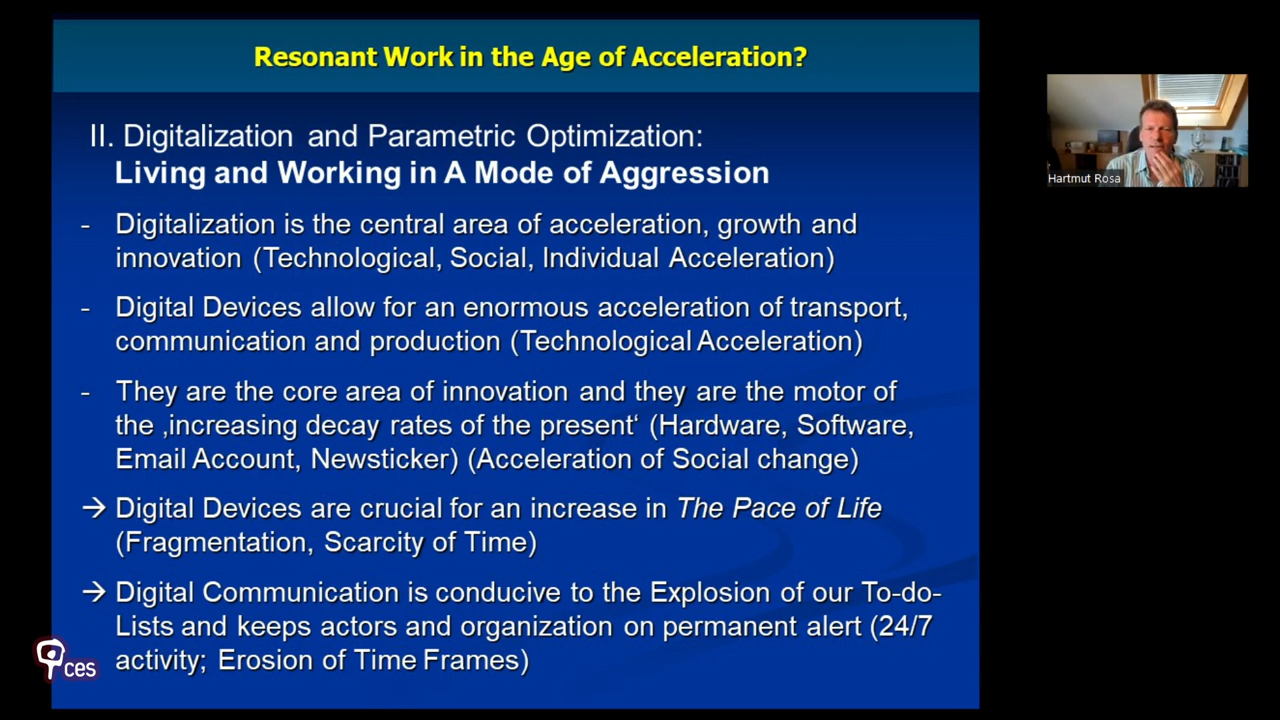 Resonant Work in the Age of Acceleration?
II. Digitalization and Parametric Optimization:
Living and Working in A Mode of Aggression
- Digitalization is the central area of acceleration, growth and
innovation (Technological, Social, Individual Acceleration)
- Digital Devices allow for an enormous acceleration of transport,
communication and production (Technological Acceleration)
- They are the core area of innovation and they are the motor of
the ‚increasing decay rates of the present‘ (Hardware, Software,
Email Account, Newsticker) (Acceleration of Social change)
→ Digital Devices are crucial for an increase in The Pace of Life
(Fragmentation, Scarcity of Time)
→ Digital Communication is conducive to the Explosion of our To-do-
Lists and keeps actors and organization on permanent alert (24/7
activity; Erosion of Time Frames)
ces
Hartmut Rosa